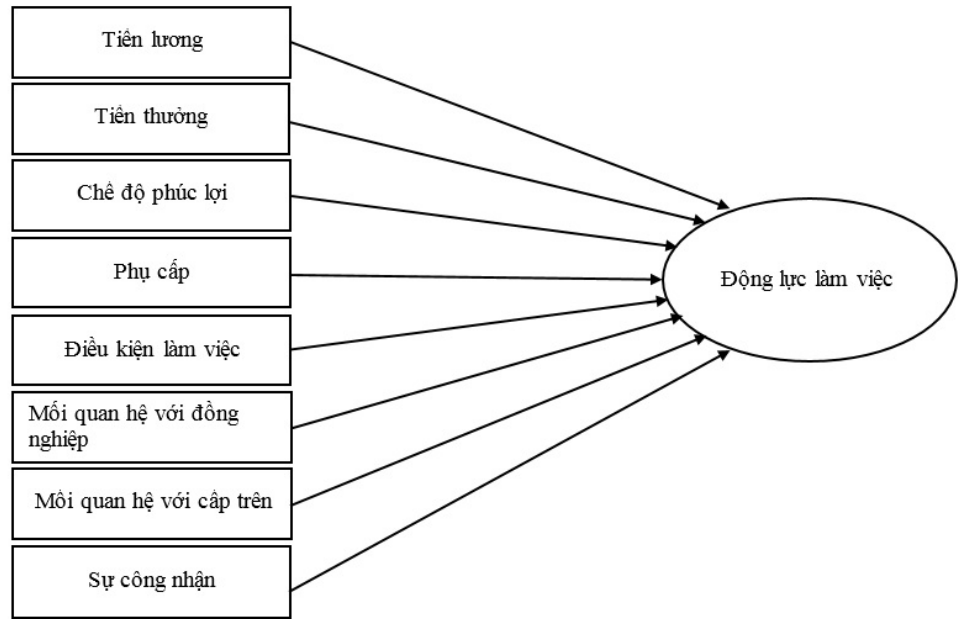 Tiền lương
Tiền thưởng
Chế độ phúc lợi
Phụ cấp
Điều kiện làm việc
Mối quan hệ với đồng
nghiệp
Mối quan hệ với cấp trên
Sự công nhận
Động lực làm việc